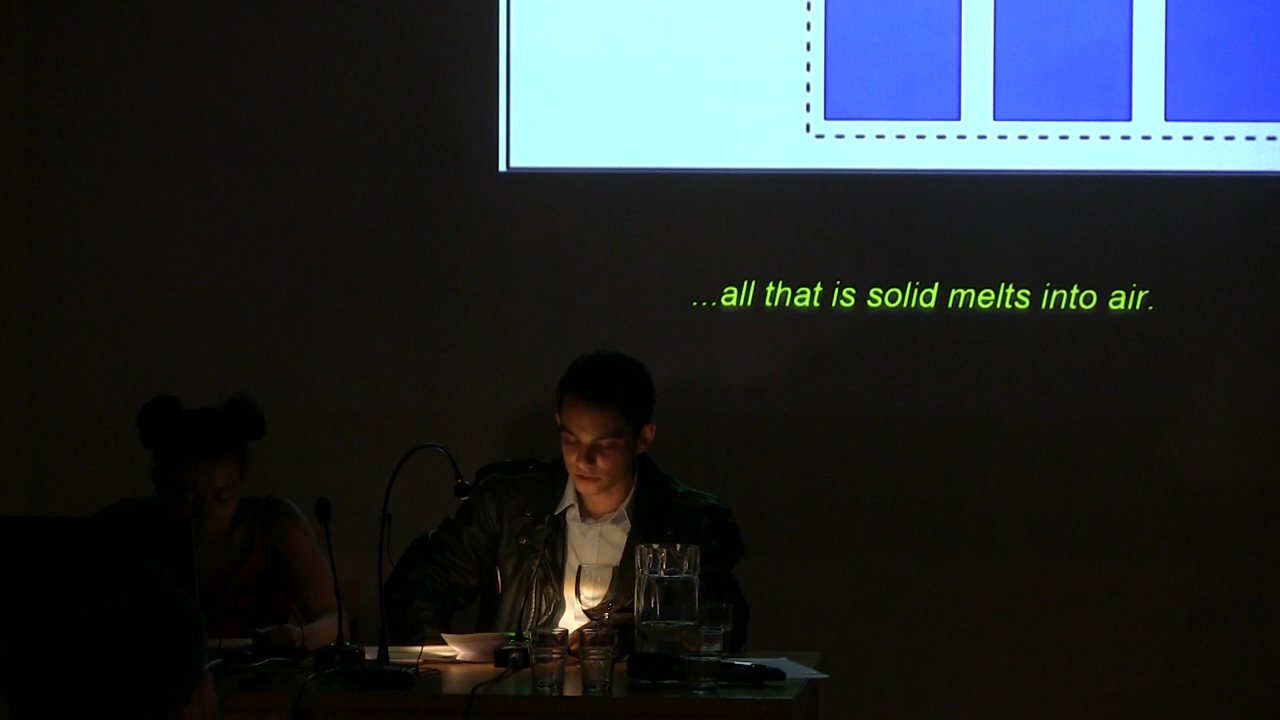 ...all that is solid melts into air.